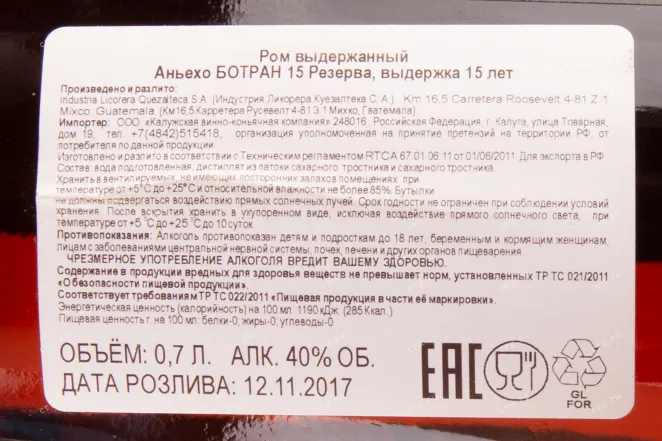 Ром выдержанный
Аньехо БОТРАН 15 Резерва, выдержка 15 лет
Произведено и разлито:
Industria Licorera Quezalteca S.A. (Индустрия Ликорера Куезалтека С. А.) Km 16,5 Carretera Roosevelt 4-81 Z.1
Mixco Guatemala (Км16,5 Карретера Русевелт 4-81 З.1 Михко, Гватемала)
Импортер: ООО «Калужская винно-коньячная компания» 248016, Российская Федерация, г. Калуга, улица Товарная,
дом 19, тел +7(4842)515418, организация уполномоченная на принятие претензий на территории РФ, от
потребителя по данной продукции
Изготовлено и разлито в соответствии с Техническим регламентом RTCA 67.01.06:11 от 01/06/2011. Для экспорта в РФ
Состав: вода подготовленная, дистиллят из патоки сахарного тростника и сахарного тростника.
Хранить в вентилируемых, не имеющих посторонних запахов помещениях, при
температуре от +5°С до+25°С и относительной влажности не более 85%. Бутылки
не должны подвергаться воздействию прямых солнечных лучей. Срок годности не ограничен при соблюдении условий
хранения. После вскрытия хранить в укупоренном виде, исключая воздействие прямого солнечного света, при
температуре от +5°С до+25°С до 10 суток
Противопоказания: Алкоголь противопоказан детям и подросткам до 18 лет, беременным и кормящим женщинам,
лицам с заболеваниями центральной нервной системы, почек, печени и других органов пищеварения.
ЧРЕЗМЕРНОЕ УПОТРЕБЛЕНИЕ АЛКОГОЛЯ ВРЕДИТ ВАШЕМУ ЗДОРОВЬЮ.
Содержание в продукции вредных для здоровья веществ не превышает норм, установленных ТР ТС 021/2011
«О безопасности пищевой продукции».
Соответствует требованиям ТР ТС 022/2011 «Пищевая продукция в части её маркировки».
Энергетическая ценность (калорийность) на 100 мл: 1190 кДж. (285 Ккал.)
Пищевая ценность г. на 100 мл: белки-0; жиры-0; углеводы-0
ОБЪЁМ: 0,7 Л. АЛК. 40% ОБ.
ДАТА РОЗЛИВА: 12.11.2017
EAC
GL
FOR